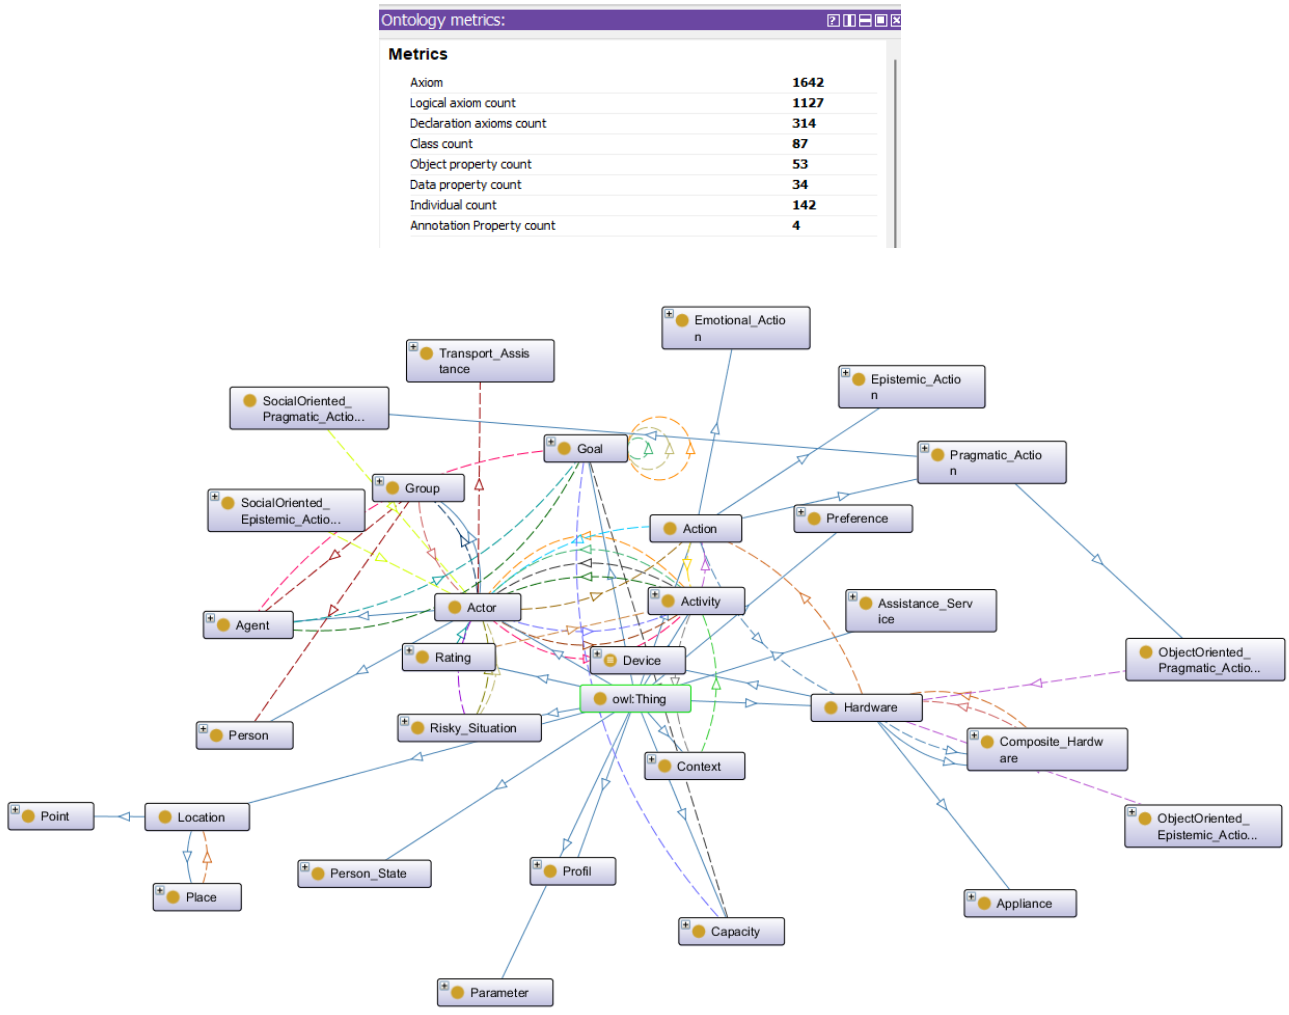 Ontology metrics:
Metrics
Axiom 1642
Logical axiom count 1127
Declaration axioms count 314
Class count 87
Object property count 53
Data property count 34
Individual count 142
Annotation Property count 4
Emotional_Actio
n
Transport_Assis
tance
Epistemic_Actio
n
SocialOriented_
Pragmatic_Actio...
Goal
Pragmatic_Actio
n
Group
SocialOriented_
Epistemic_Actio...
Action
Preference
Actor
Activity
Assistance_Serv
ice
Agent
Rating
Device
ObjectOriented_
Pragmatic_Actio...
owl:Thing
Hardware
Person
Risky_Situation
Composite_Hardw
are
Context
Point
Location
ObjectOriented_
Epistemic_Actio...
Person_State
Profil
Place
Appliance
Capacity
Parameter